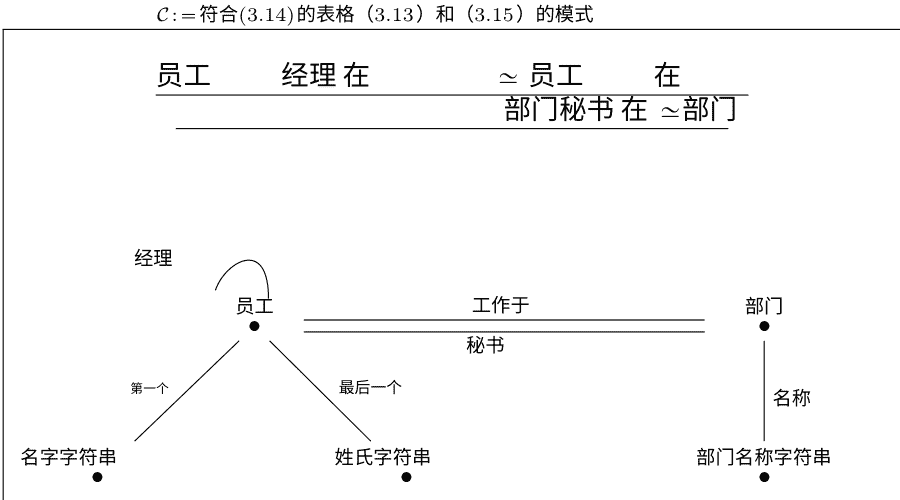 C := 符合(3.14)的表格（3.13）和（3.15）的模式
员工 经理 在 ≃ 员工 在
部门秘书 在 ≃部门
经理
员工 工作于 部门
秘书
第一个 最后一个 名称
名字字符串 姓氏字符串 部门名称字符串